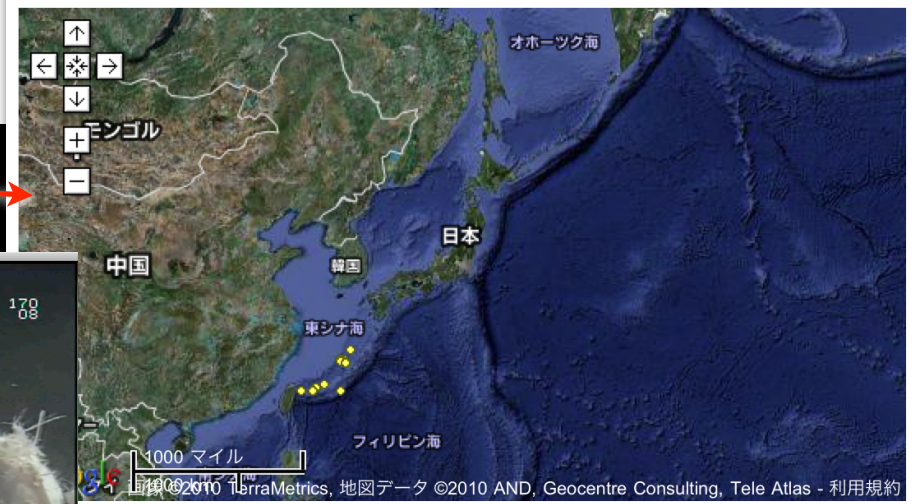 オホーツク海
モンゴル
日本
中国
韓国
170
08
東シナ海
フィリピン海
1000 マイル
1000 km
画像 ©2010 TerraMetrics, 地図データ ©2010 AND, Geocentre Consulting, Tele Atlas - 利用規約